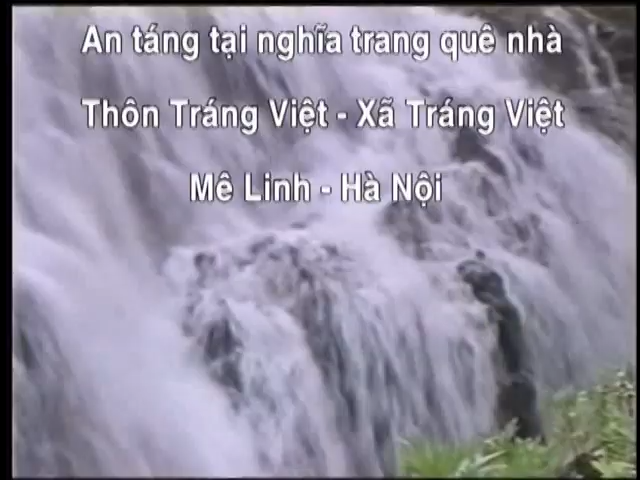 An táng tại nghĩa trang quê nhà
Thôn Tráng Việt - Xã Tráng Việt
Mê Linh - Hà Nội